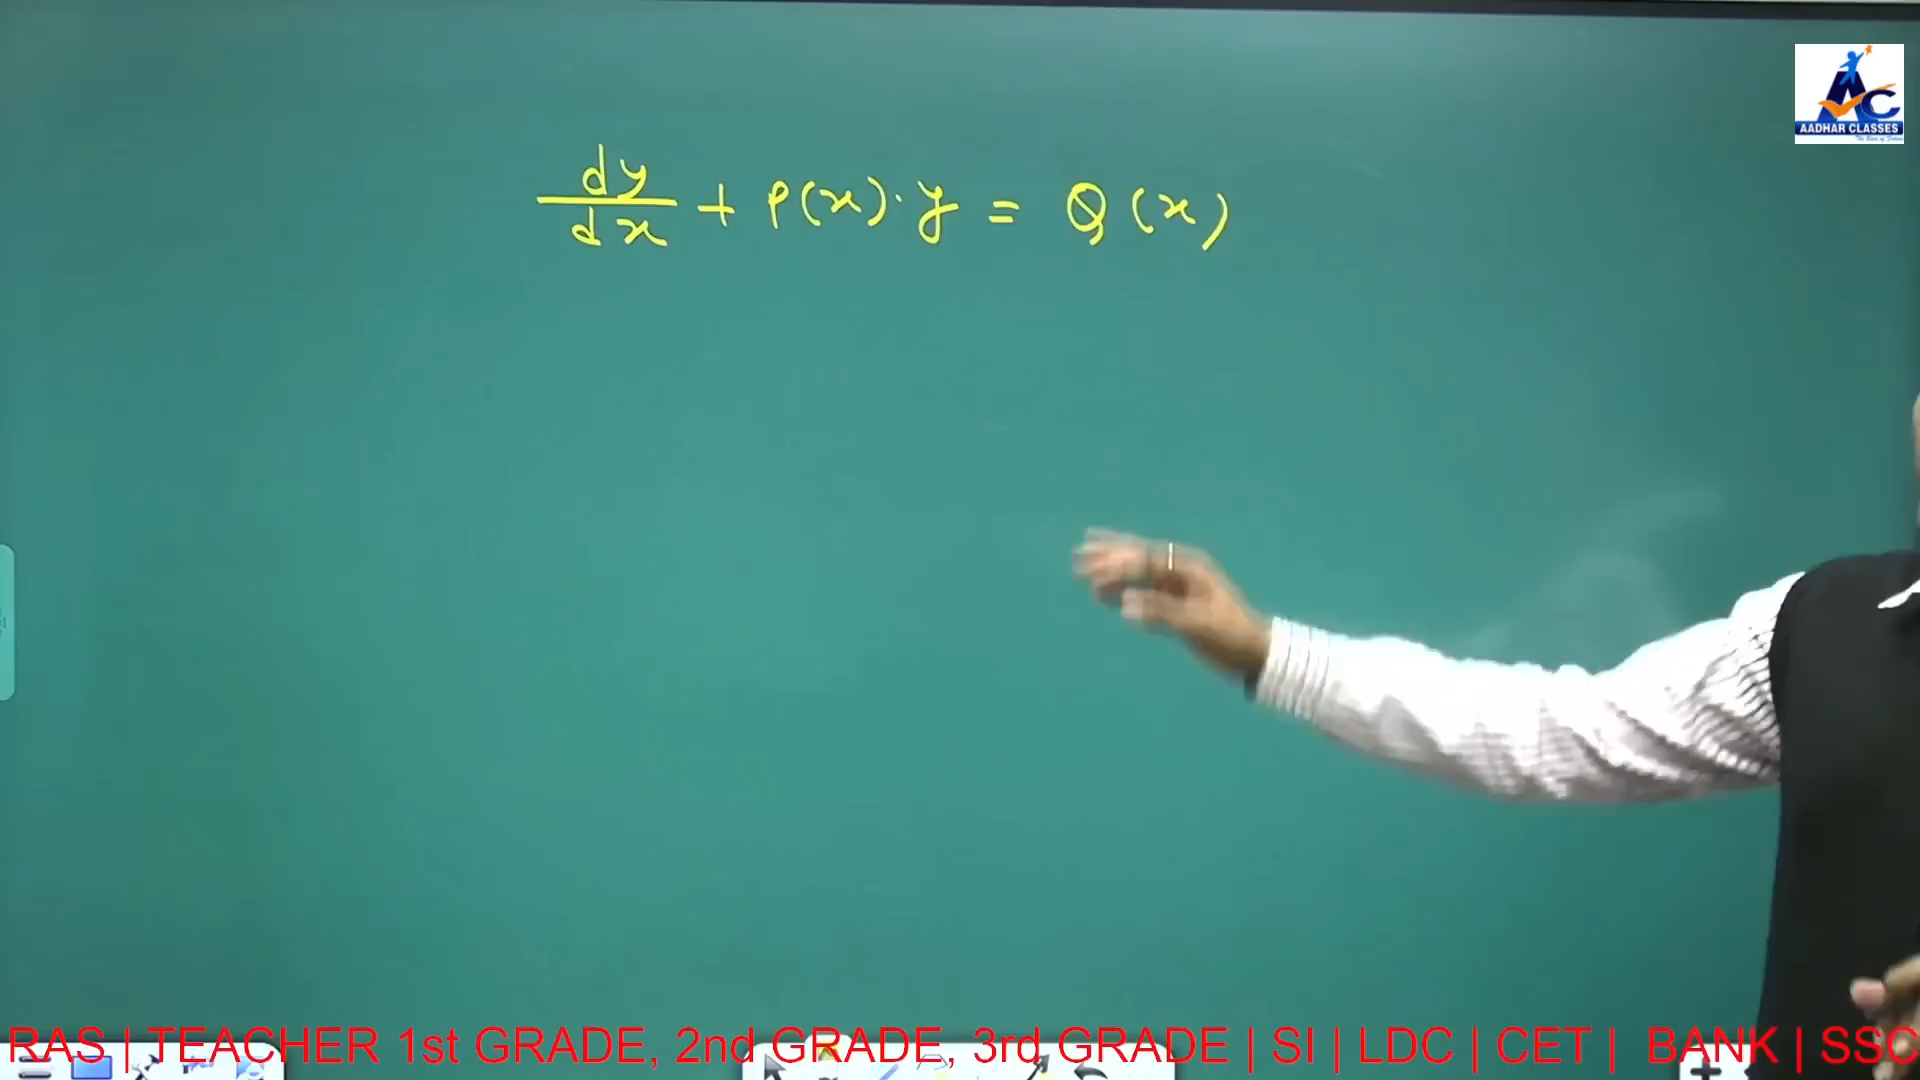 AADHAR CLASSES
dy/dx + P(x)·y = Q(x)
RAS | TEACHER 1st GRADE, 2nd GRADE, 3rd GRADE | SI | LDC | CET | BANK | SSC